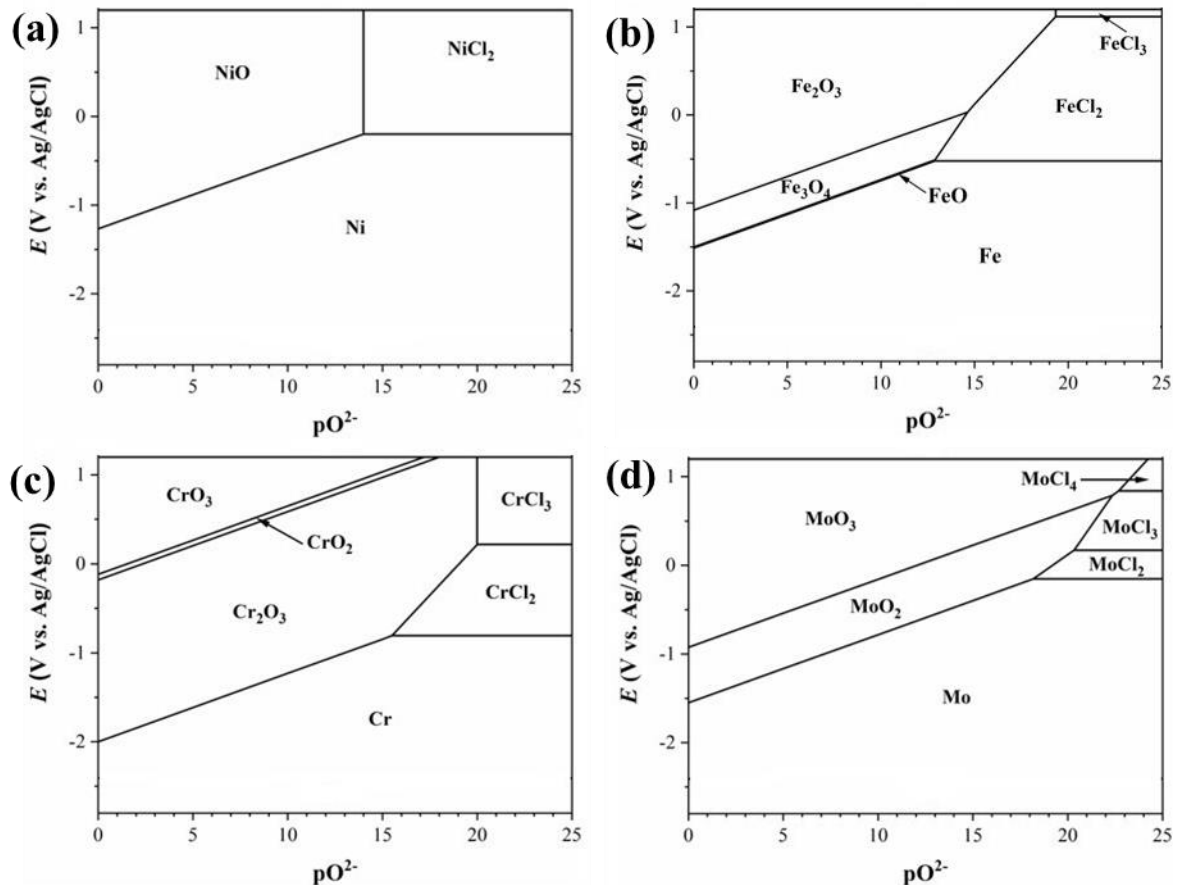 (a)
1
0
-1
-2
E (V vs. Ag/AgCl)
NiO
NiCl₂
Ni
0 5 10 15 20 25
pO²⁻
(b)
1
0
-1
-2
E (V vs. Ag/AgCl)
Fe₂O₃
FeCl₃
FeCl₂
Fe₃O₄
FeO
Fe
0 5 10 15 20 25
pO²⁻
(c)
1
0
-1
-2
E (V vs. Ag/AgCl)
CrO₃
CrO₂
CrCl₃
Cr₂O₃
CrCl₂
Cr
0 5 10 15 20 25
pO²⁻
(d)
1
0
-1
-2
E (V vs. Ag/AgCl)
MoCl₄
MoO₃
MoCl₃
MoCl₂
MoO₂
Mo
0 5 10 15 20 25
pO²⁻